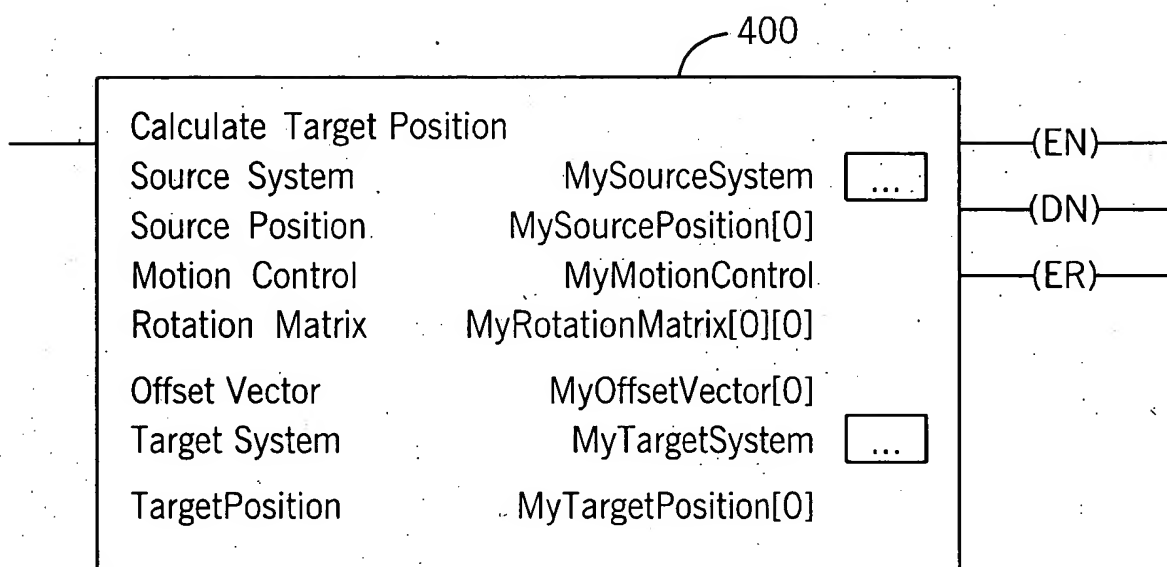 400
Calculate Target Position
(EN)
Source System MySourceSystem ...
Source Position MySourcePosition[0] (DN)
Motion Control MyMotionControl (ER)
Rotation Matrix MyRotationMatrix[0][0]
Offset Vector MyOffsetVector[0]
Target System MyTargetSystem ...
TargetPosition MyTargetPosition[0]